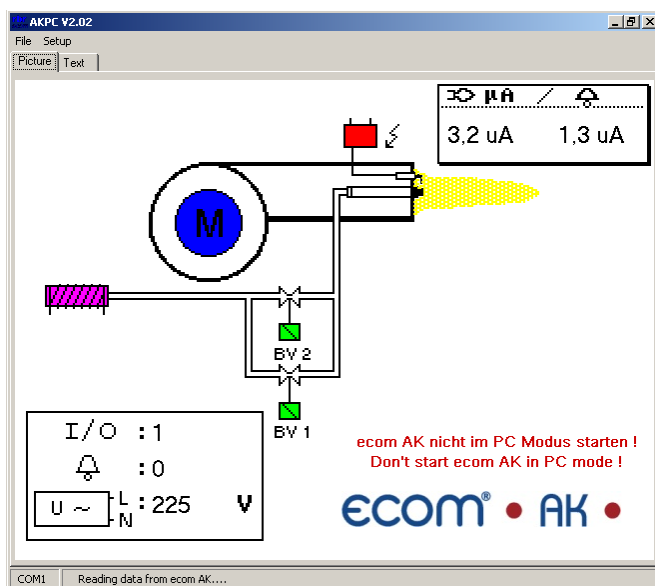 AKPC V2.02
File Setup
Picture Text
µA /
3,2 uA 1,3 uA
M
BV 2
BV 1
I/O :1
:0
U ~ L N :225 V
ecom AK nicht im PC Modus starten !
Don't start ecom AK in PC mode !
ecom® • AK •
COM1 Reading data from ecom AK....